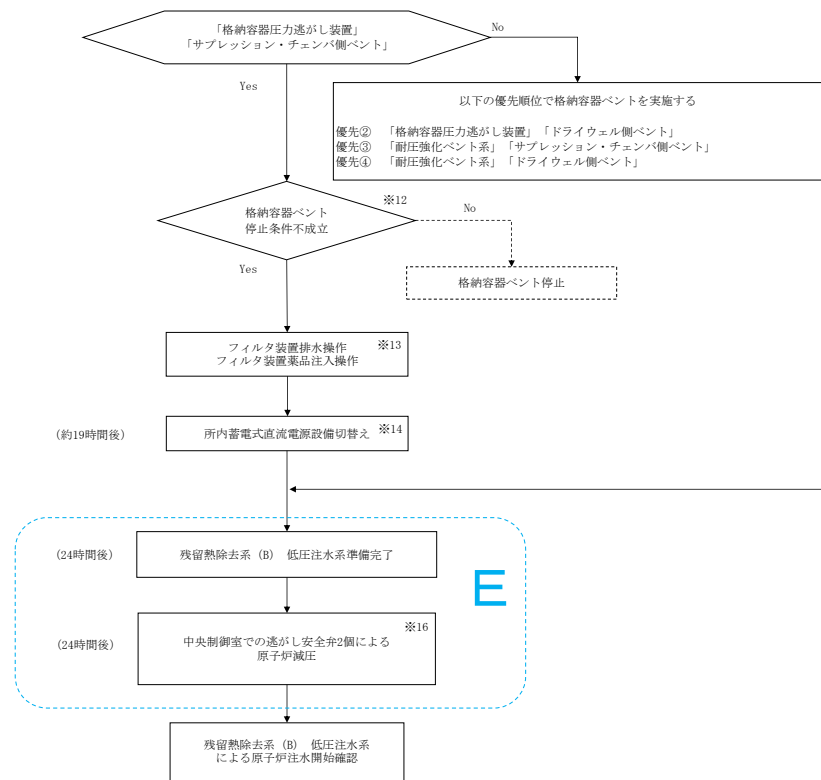 「格納容器圧力逃がし装置」
「サプレッション・チェンバ側ベント」
No
Yes
以下の優先順位で格納容器ベントを実施する
優先② 「格納容器圧力逃がし装置」「ドライウェル側ベント」
優先③ 「耐圧強化ベント系」「サプレッション・チェンバ側ベント」
優先④ 「耐圧強化ベント系」「ドライウェル側ベント」
※12
格納容器ベント
停止条件不成立
No
Yes
格納容器ベント停止
※13
フィルタ装置排水操作
フィルタ装置薬品注入操作
(約19時間後)
所内蓄電式直流電源設備切替え
※14
(24時間後)
残留熱除去系(B) 低圧注水系準備完了
E
※16
(24時間後)
中央制御室での逃がし安全弁2個による
原子炉減圧
残留熱除去系(B) 低圧注水系
による原子炉注水開始確認